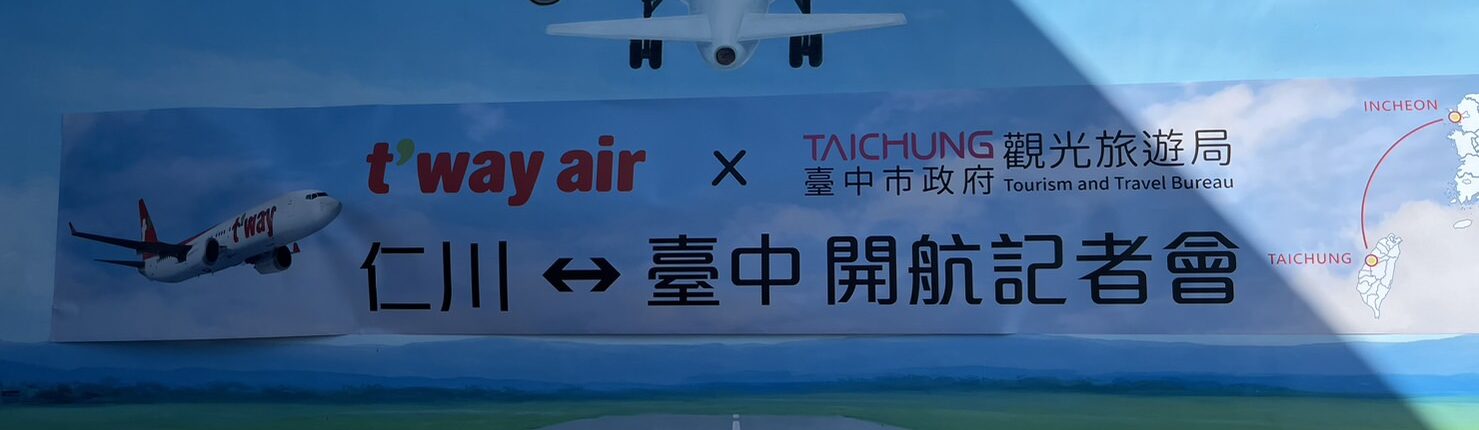 t'way air X TAICHUNG 觀光旅遊局
臺中市政府 Tourism and Travel Bureau
仁川 ↔ 臺中 開航記者會
t'way
INCHEON
TAICHUNG